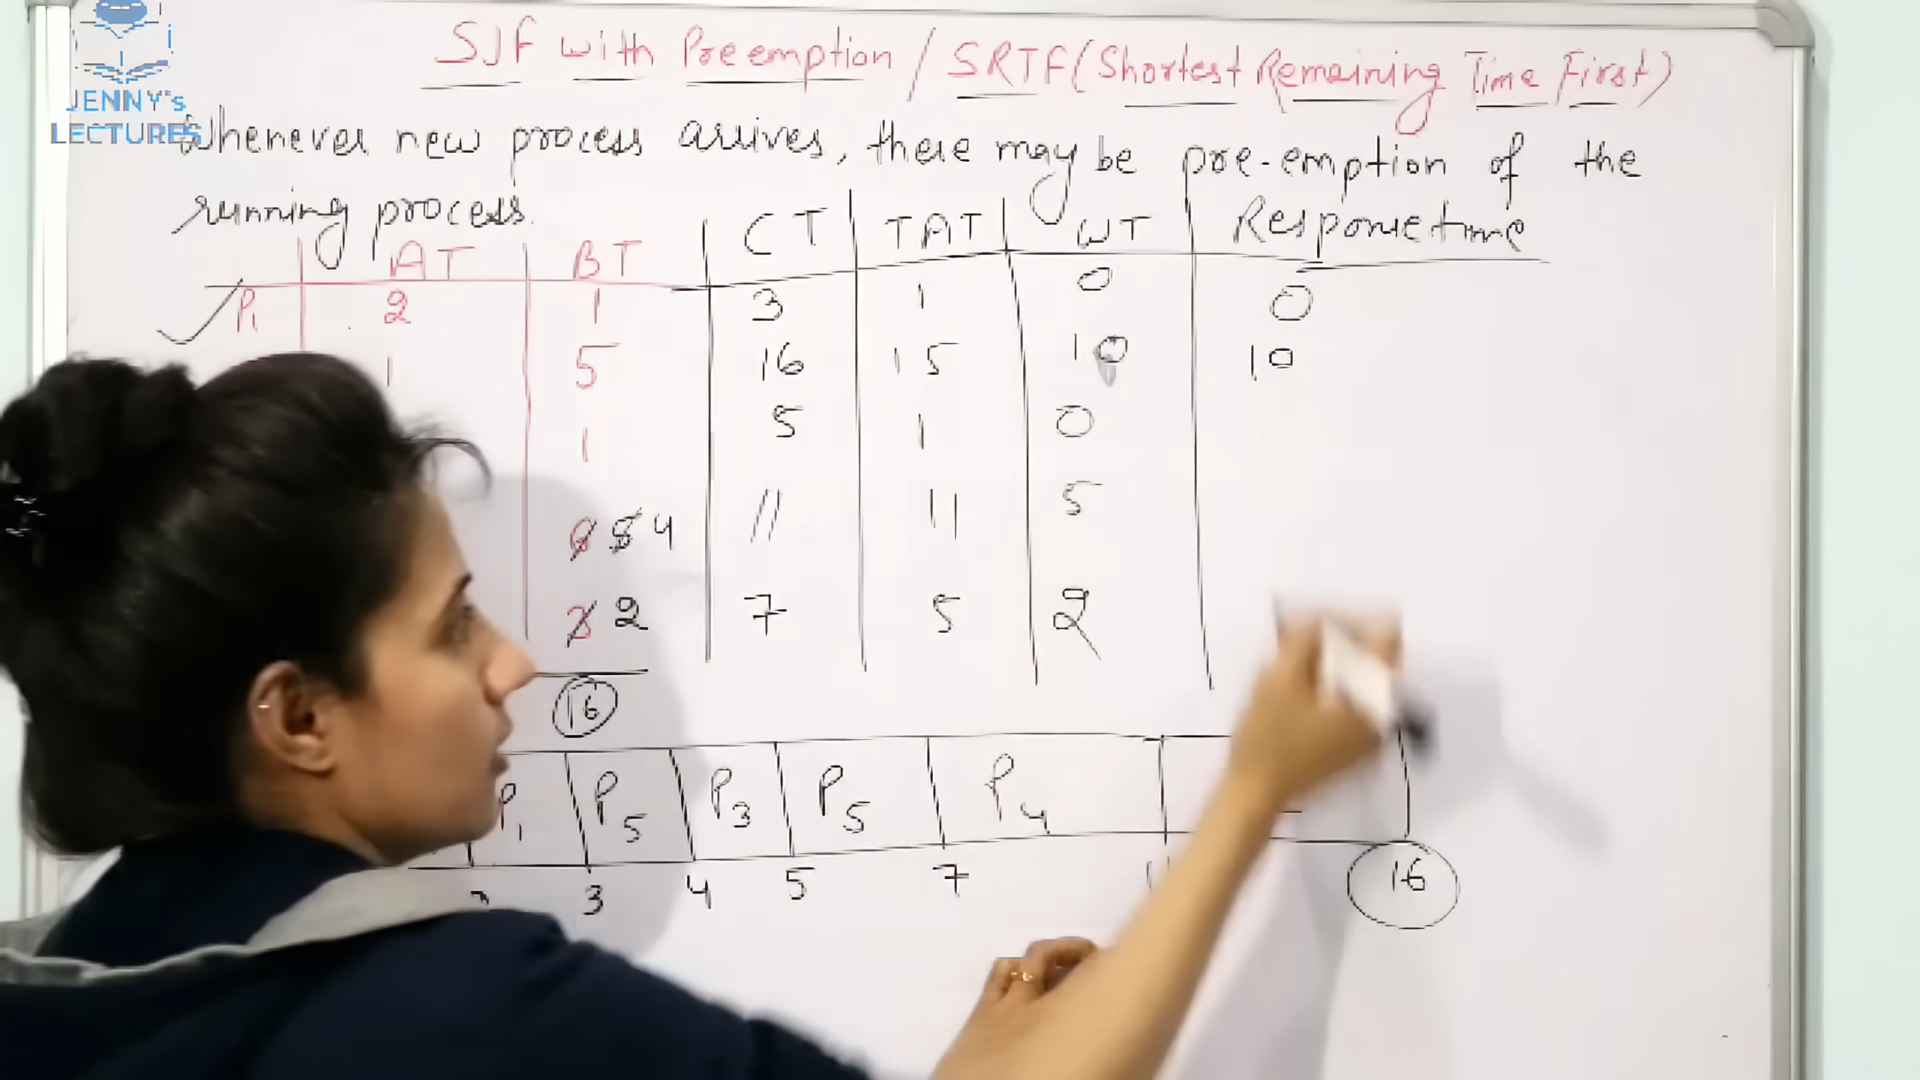 SJF with Preemption / SRTF (Shortest Remaining Time First)
JENNY's
LECTURES
Whenever new process arrives, there may be pre-emption of the
running process.
AT BT CT TAT WT Response time
P1 2 1 3 1 0 0
1 5 16 15 10 10
1 5 1 0
4 11 11 5
2 7 5 2
16
P1 P5 P3 P5 P4
3 4 5 7 16